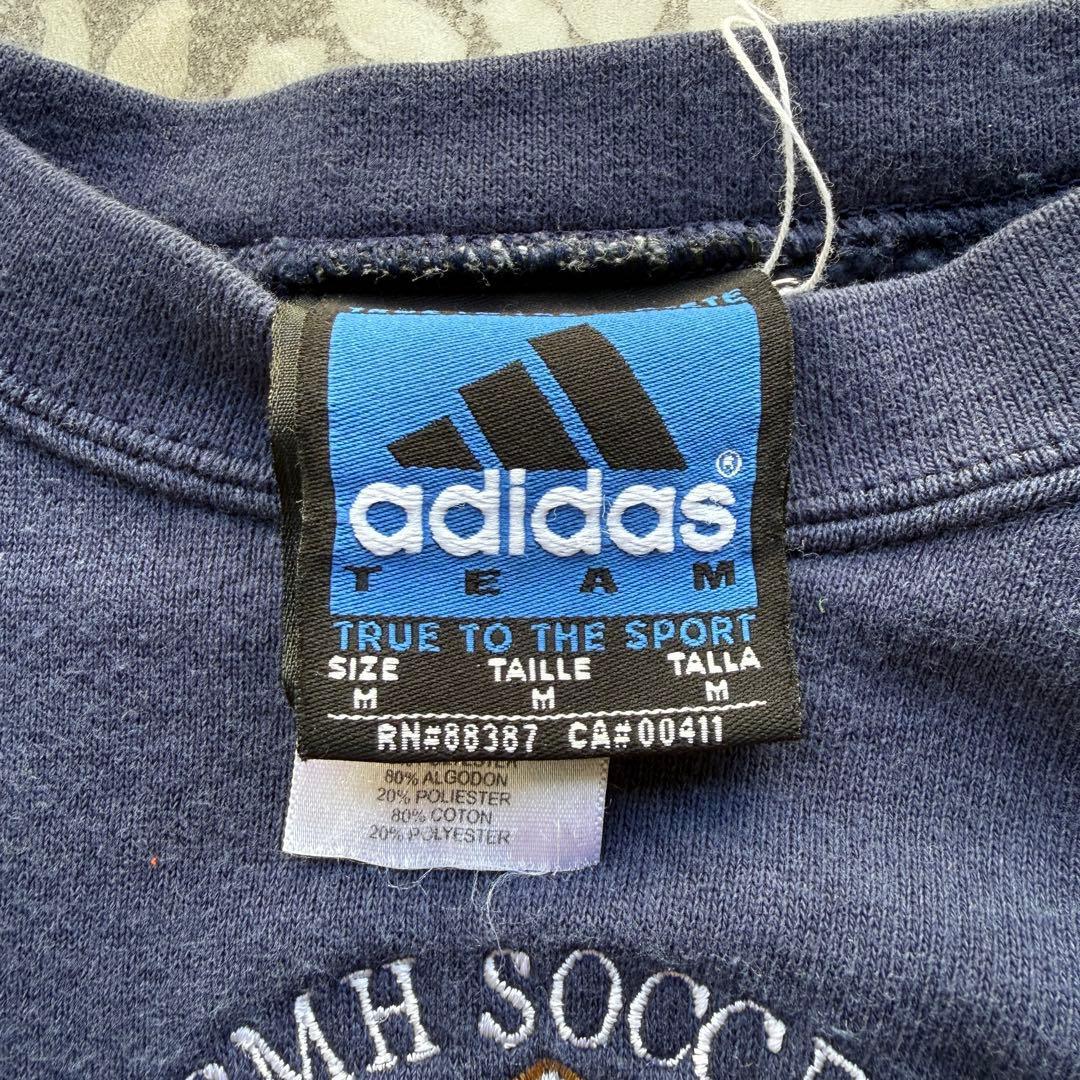 adidas ®
TEAM
TRUE TO THE SPORT
SIZE TAILLE TALLA
M M M
RN#88387 CA#00411
80% ALGODON
20% POLIESTER
80% COTON
20% POLYESTER